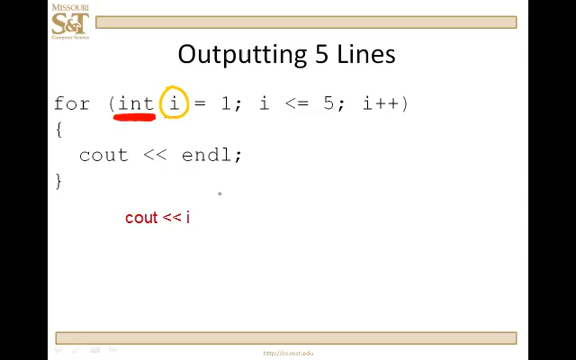 MISSOURI
S&T
Computer Science
Outputting 5 Lines
for (int i = 1; i <= 5; i++)
{
cout << endl;
}
cout << i
http://cs.mst.edu